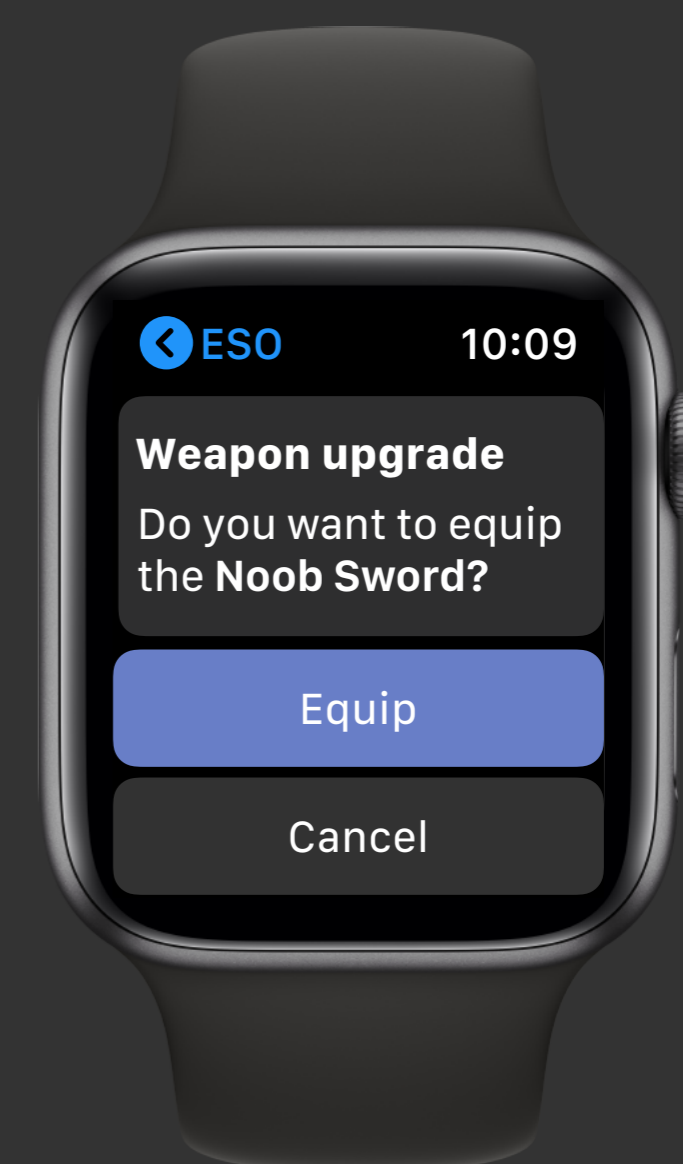 ESO
10:09
Weapon upgrade
Do you want to equip
the Noob Sword?
Equip
Cancel